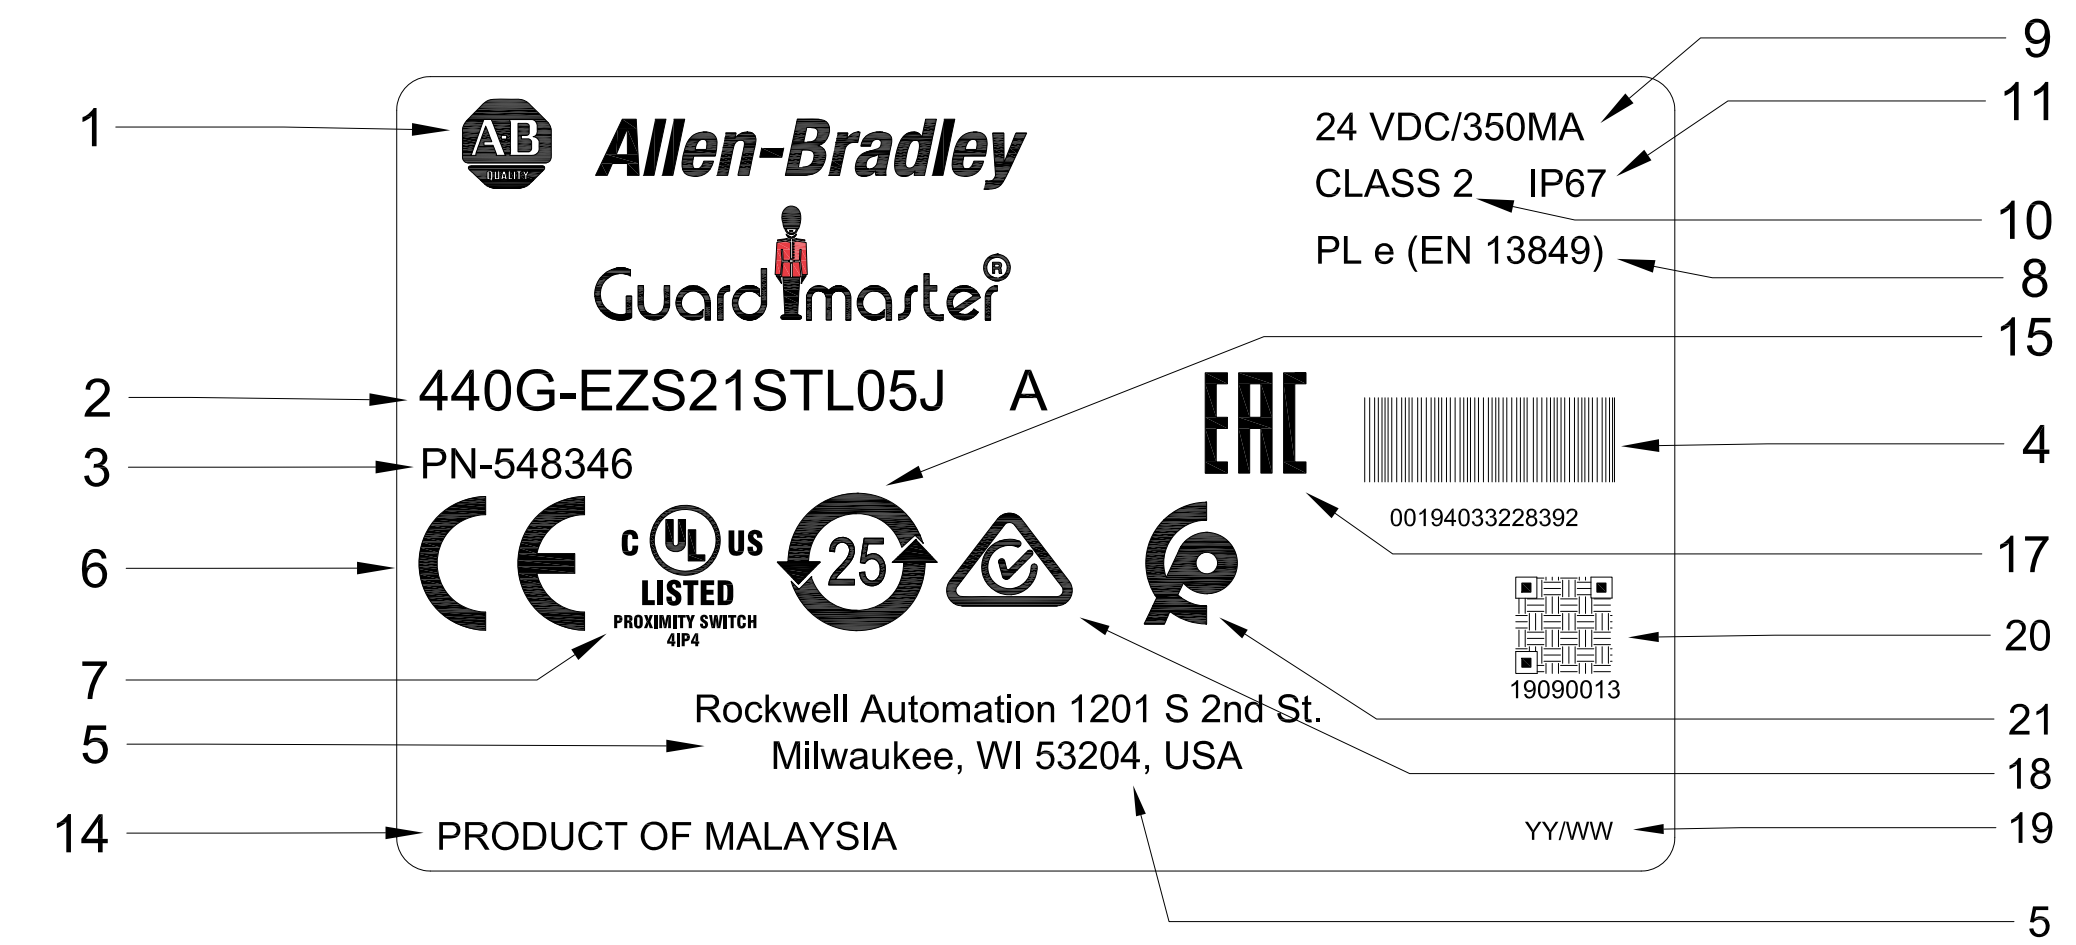 9
11
1
A·B
QUALITY
Allen-Bradley
24 VDC/350MA
CLASS 2 IP67
10
PL e (EN 13849)
8
Guardmaster®
15
2
440G-EZS21STL05J A
EAC
4
3
PN-548346
00194033228392
17
6
CE
C UL US
LISTED
PROXIMITY SWITCH
4IP4
25
20
19090013
7
Rockwell Automation 1201 S 2nd St.
21
5
Milwaukee, WI 53204, USA
18
14
PRODUCT OF MALAYSIA
YY/WW
19
5